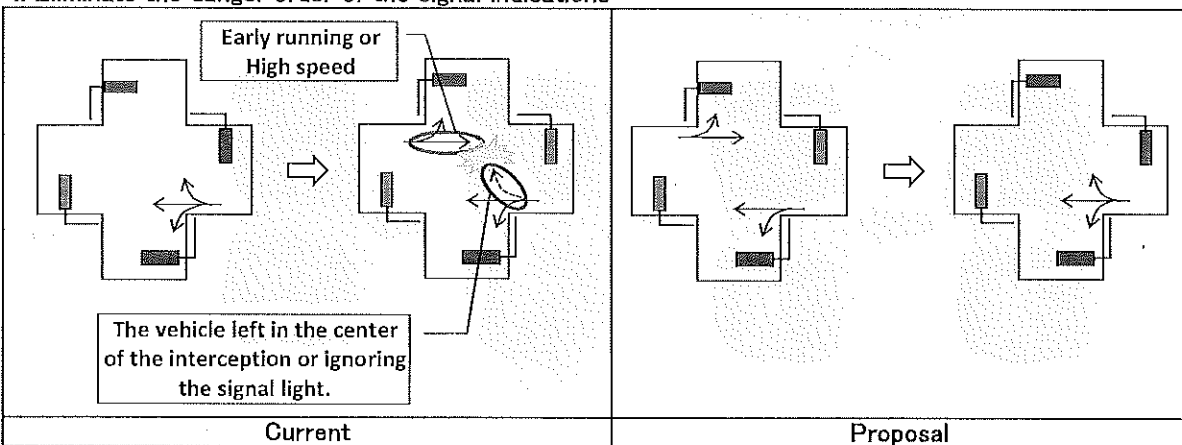 Early running or
High speed
The vehicle left in the center
of the interception or ignoring
the signal light.
Current
Proposal